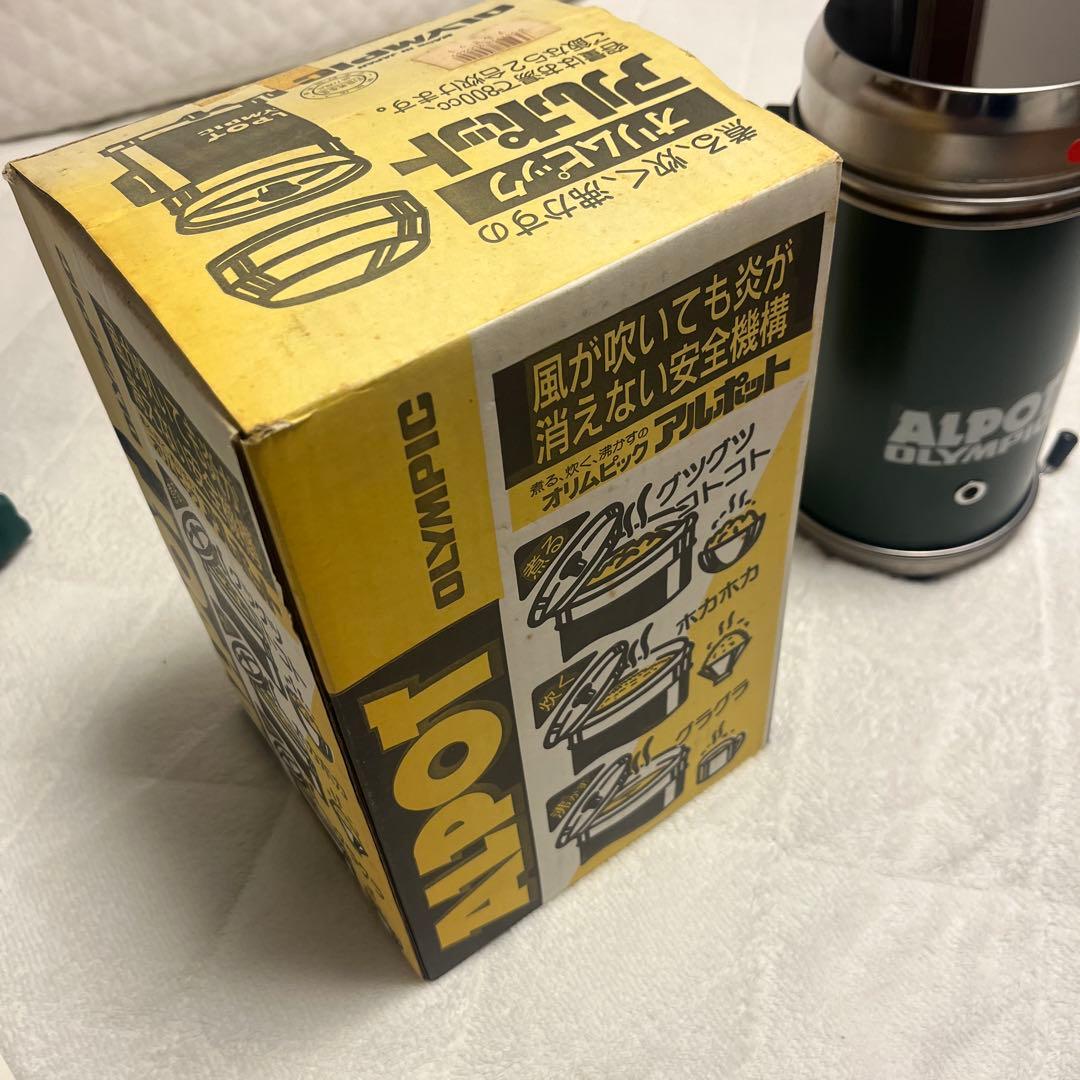 OLYMPIC
煮る、炊く、沸かすの
オリムピック
アルポット
容量はお湯で800cc、
ご飯なら2合炊けます。
風が吹いても炎が
消えない安全機構
煮る、炊く、沸かすの
オリムピック アルポット
煮る
グツグツ
コトコト
炊く
ホカホカ
沸かす
グラグラ
OLYMPIC
ALPOT
ALPOT
OLYMPIC